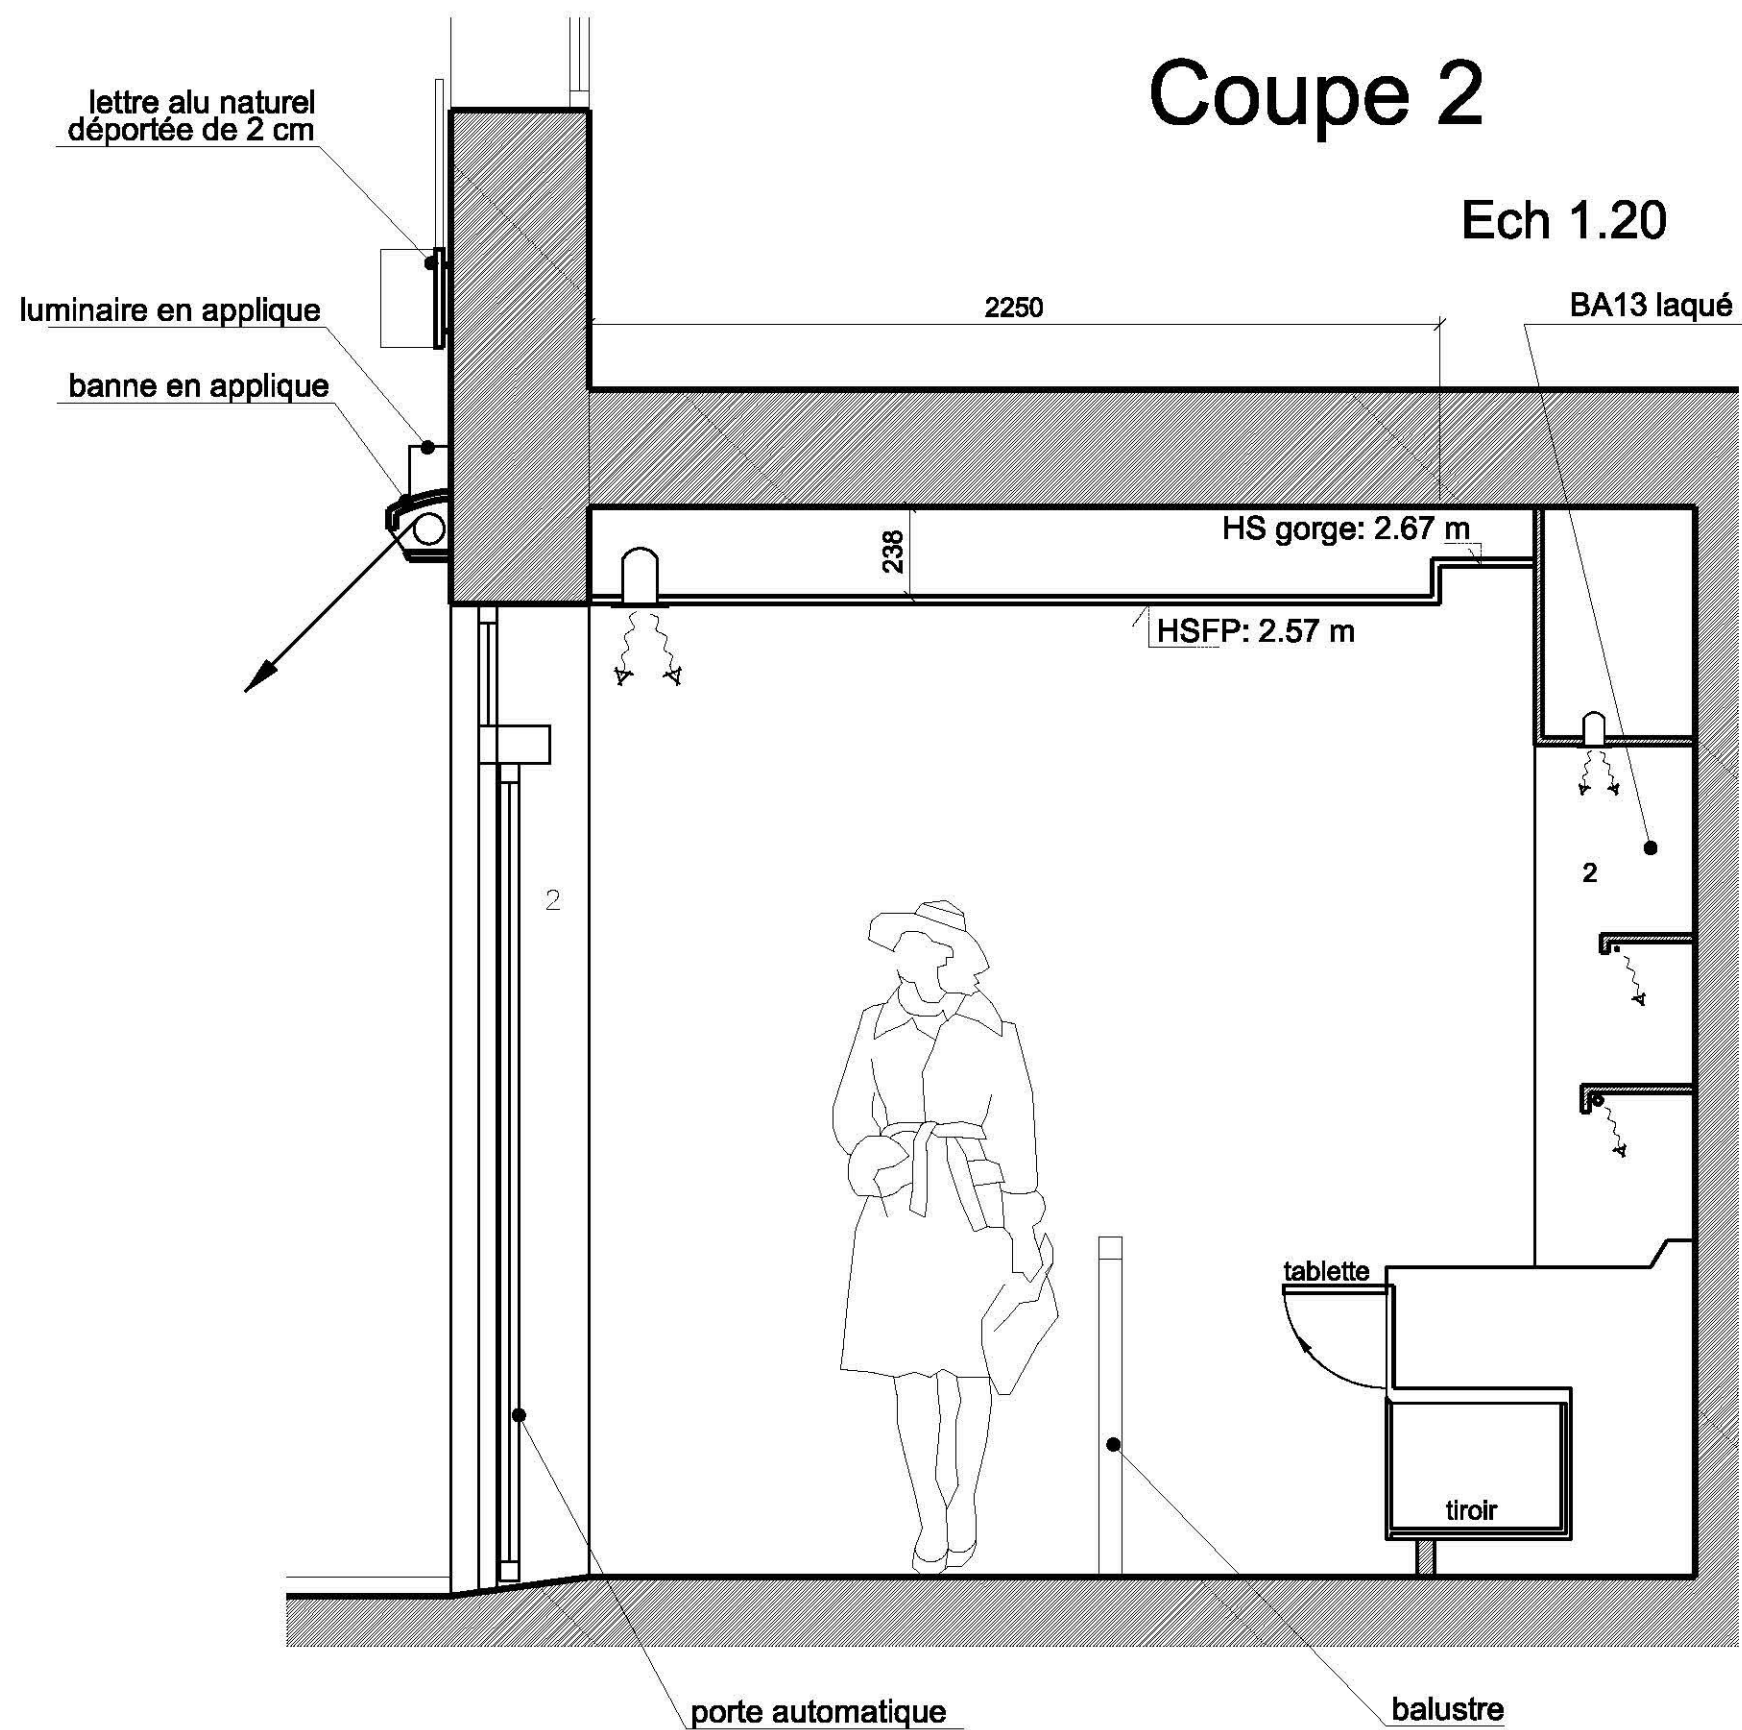 Coupe 2
lettre alu naturel
déportée de 2 cm
Ech 1.20
luminaire en applique
2250
BA13 laqué
banne en applique
HS gorge: 2.67 m
238
HSFP: 2.57 m
2
2
tablette
tiroir
porte automatique
balustre